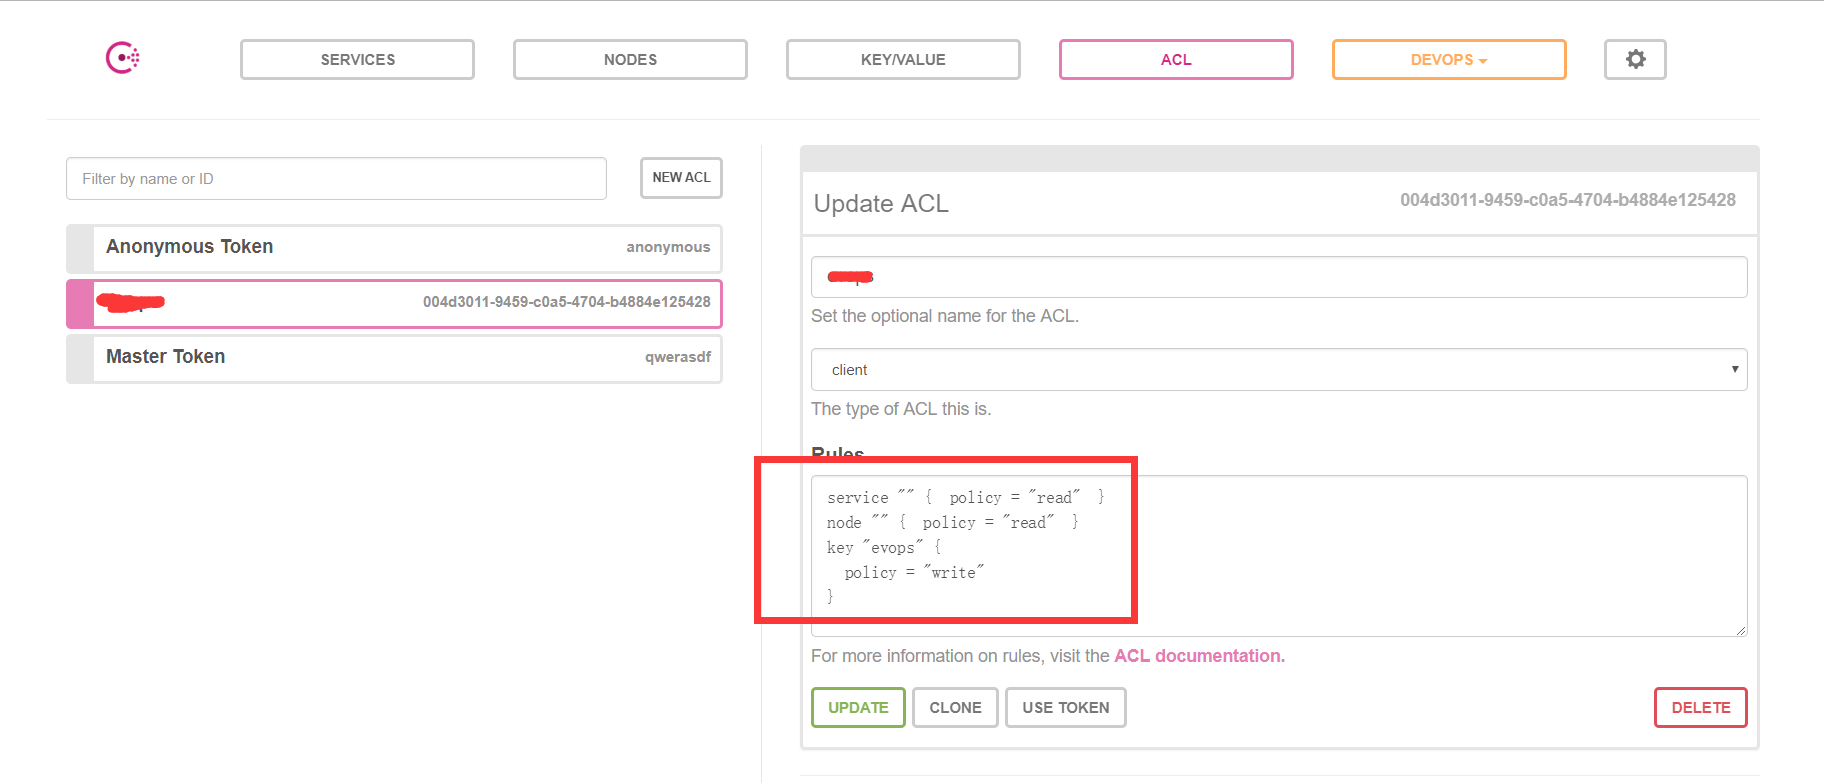 SERVICES
NODES
KEY/VALUE
ACL
DEVOPS
Filter by name or ID
NEW ACL
Anonymous Token
anonymous
004d3011-9459-c0a5-4704-b4884e125428
Master Token
qwerasdf
Update ACL
004d3011-9459-c0a5-4704-b4884e125428
Set the optional name for the ACL.
client
The type of ACL this is.
Rules
service "" { policy = "read" }
node "" { policy = "read" }
key "evops" {
policy = "write"
}
For more information on rules, visit the ACL documentation.
UPDATE
CLONE
USE TOKEN
DELETE